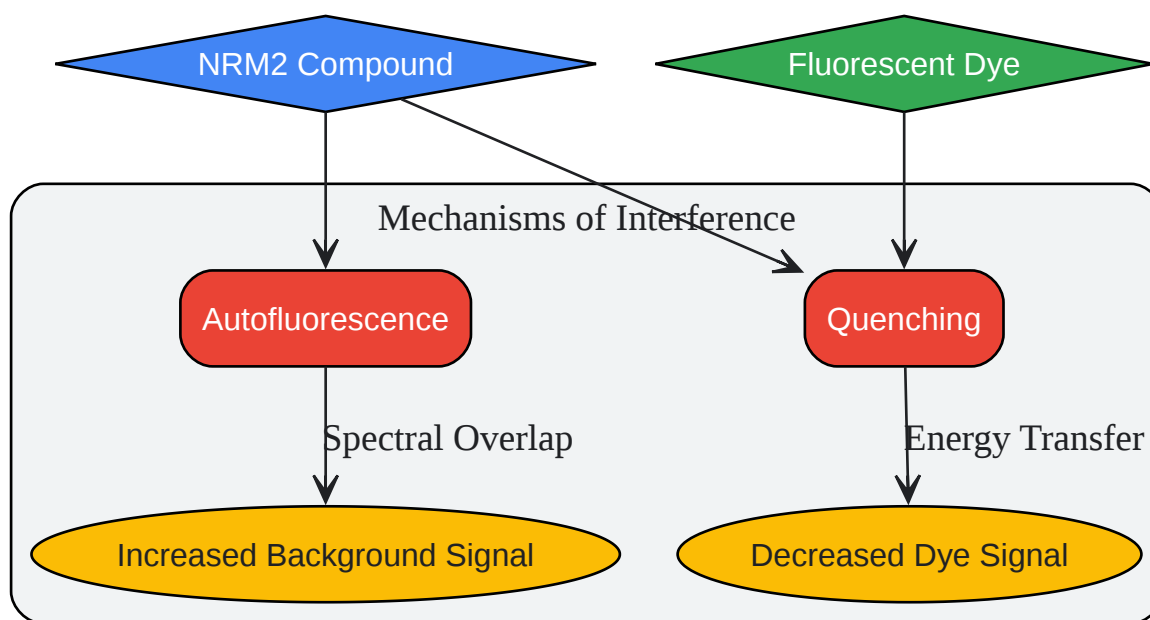 NRM2 Compound
Fluorescent Dye
Mechanisms of Interference
Autofluorescence
Quenching
Spectral Overlap
Energy Transfer
Increased Background Signal
Decreased Dye Signal